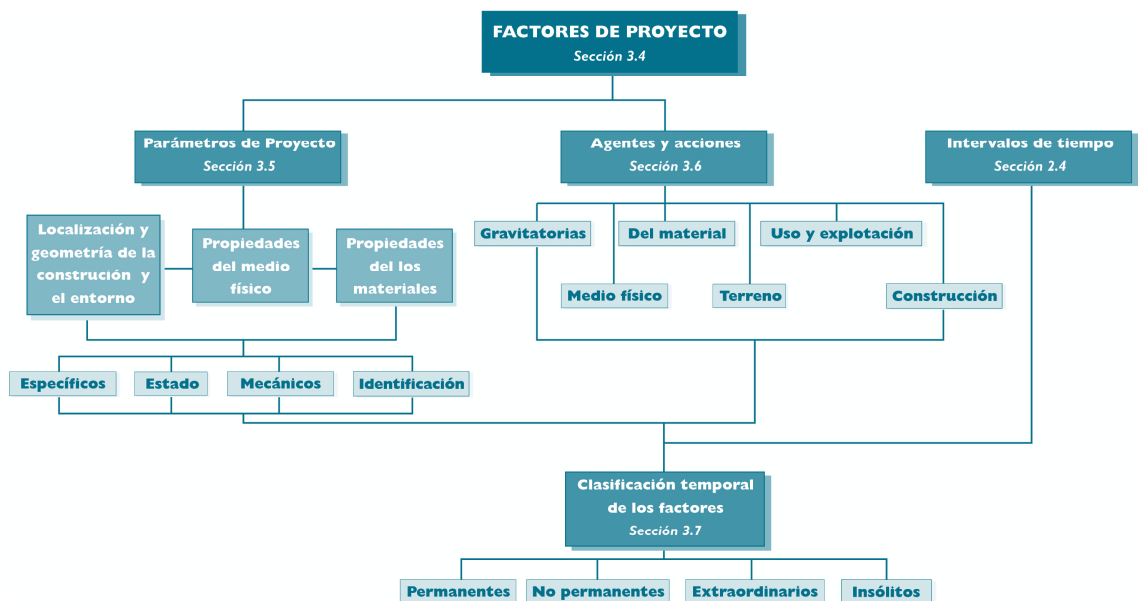 FACTORES DE PROYECTO
Sección 3.4
Parámetros de Proyecto
Sección 3.5
Agentes y acciones
Sección 3.6
Intervalos de tiempo
Sección 2.4
Localización y
geometría de la
construción y
el entorno
Propiedades
del medio
físico
Propiedades
del los
materiales
Gravitatorias
Del material
Uso y explotación
Medio físico
Terreno
Construcción
Específicos
Estado
Mecánicos
Identificación
Clasificación temporal
de los factores
Sección 3.7
Permanentes
No permanentes
Extraordinarios
Insólitos